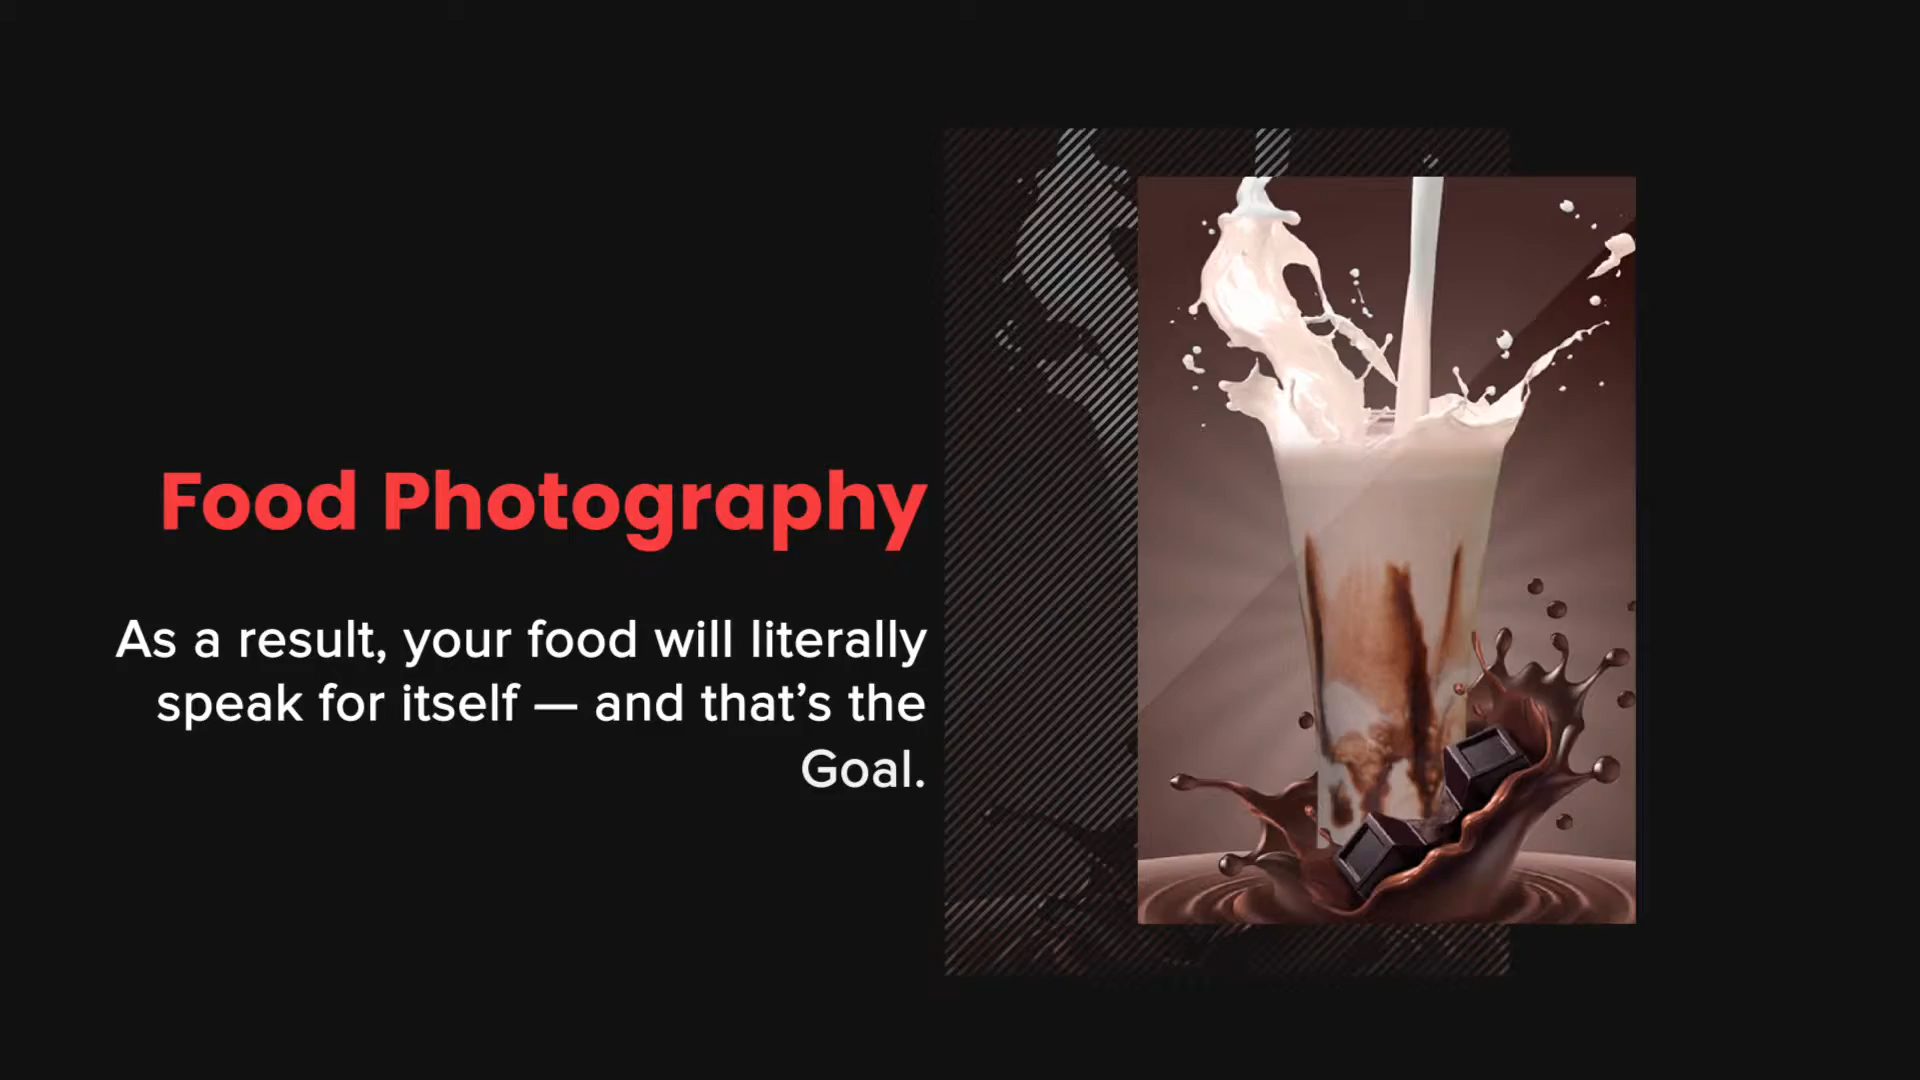 Food Photography
As a result, your food will literally
speak for itself — and that’s the
Goal.